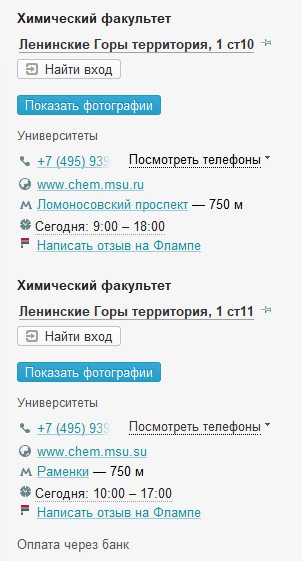 Химический факультет
Ленинские Горы территория, 1 ст10
Найти вход
Показать фотографии
Университеты
+7 (495) 939 Посмотреть телефоны
www.chem.msu.ru
Ломоносовский проспект — 750 м
Сегодня: 9:00 – 18:00
Написать отзыв на Флампе
Химический факультет
Ленинские Горы территория, 1 ст11
Найти вход
Показать фотографии
Университеты
+7 (495) 939 Посмотреть телефоны
www.chem.msu.su
Раменки — 750 м
Сегодня: 10:00 – 17:00
Написать отзыв на Флампе
Оплата через банк